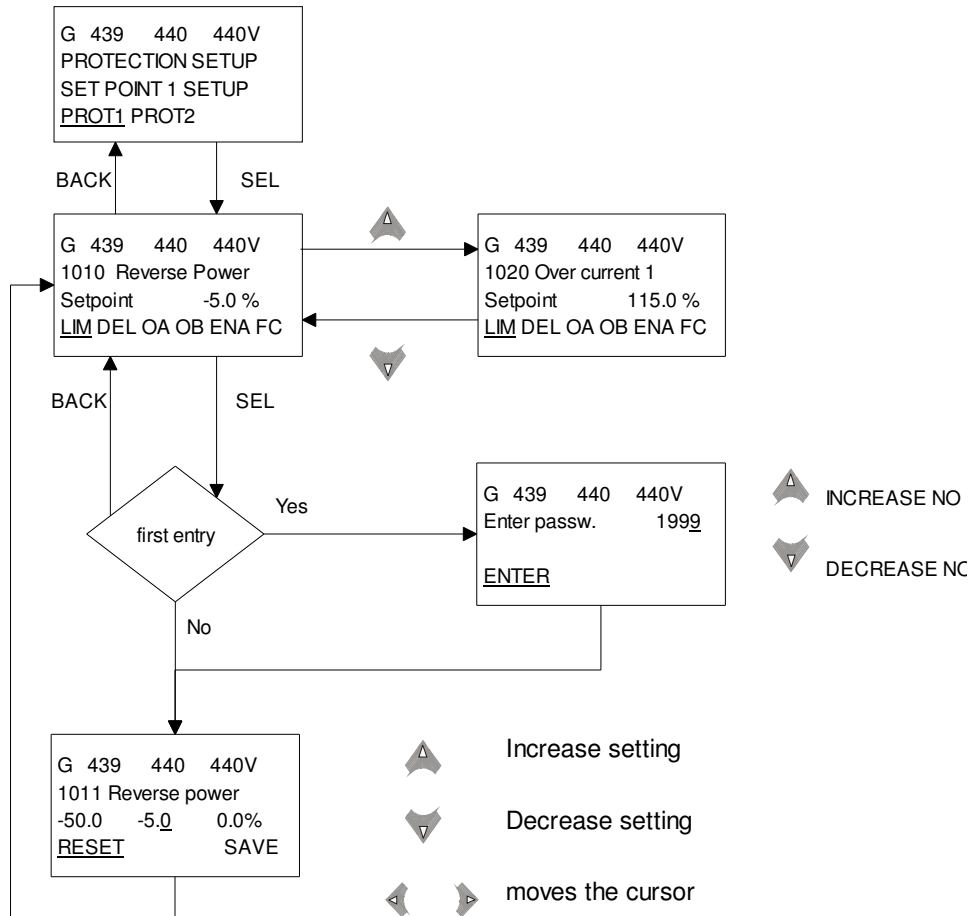 G 439 440 440V
PROTECTION SETUP
SET POINT 1 SETUP
PROT1 PROT2
BACK
SEL
G 439 440 440V
1010 Reverse Power
Setpoint -5.0 %
LIM DEL OA OB ENA FC
G 439 440 440V
1020 Over current 1
Setpoint 115.0 %
LIM DEL OA OB ENA FC
BACK
SEL
first entry
Yes
No
G 439 440 440V
Enter passw. 1999
ENTER
INCREASE NO
DECREASE NO
G 439 440 440V
1011 Reverse power
-50.0 -5.0 0.0%
RESET SAVE
Increase setting
Decrease setting
moves the cursor